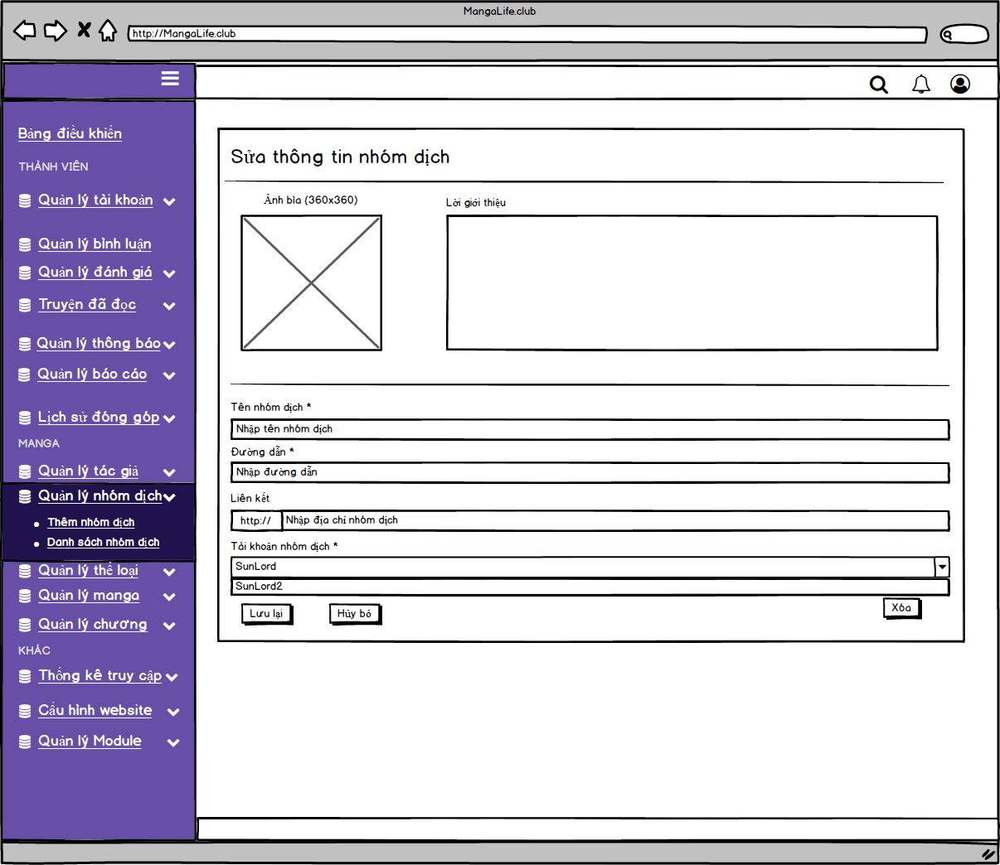 MangaLife.club
http://MangaLife.club
Bảng điều khiển
THÀNH VIÊN
Quản lý tài khoản
Quản lý bình luận
Quản lý đánh giá
Truyện đã đọc
Quản lý thông báo
Quản lý báo cáo
Lịch sử đóng góp
MANGA
Quản lý tác giả
Quản lý nhóm dịch
Thêm nhóm dịch
Danh sách nhóm dịch
Quản lý thể loại
Quản lý manga
Quản lý chương
KHÁC
Thống kê truy cập
Cấu hình website
Quản lý Module
Sửa thông tin nhóm dịch
Ảnh bìa (360x360)
Lời giới thiệu
Tên nhóm dịch *
Nhập tên nhóm dịch
Đường dẫn *
Nhập đường dẫn
Liên kết
http:// Nhập địa chỉ nhóm dịch
Tài khoản nhóm dịch *
SunLord
SunLord2
Lưu lại Hủy bỏ Xóa